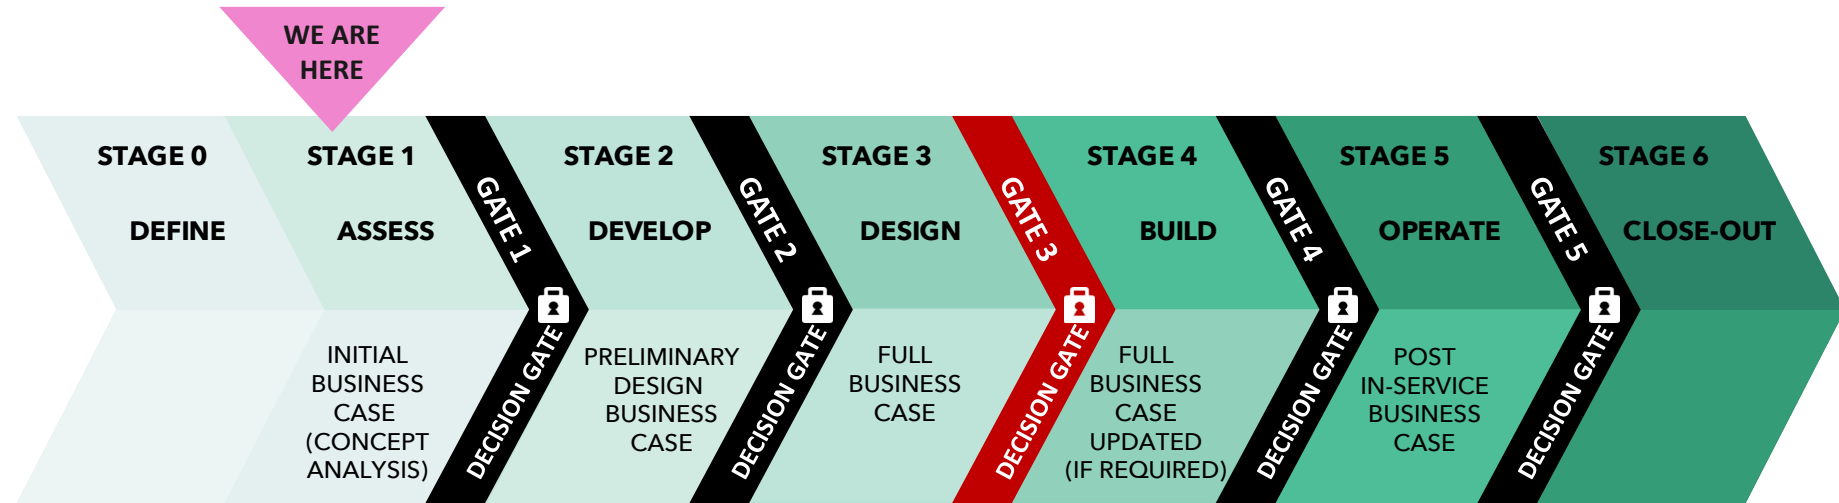 WE ARE
HERE
STAGE 0
DEFINE
STAGE 1
ASSESS
INITIAL
BUSINESS
CASE
(CONCEPT
ANALYSIS)
GATE 1
DECISION GATE
STAGE 2
DEVELOP
PRELIMINARY
DESIGN
BUSINESS
CASE
GATE 2
DECISION GATE
STAGE 3
DESIGN
FULL
BUSINESS
CASE
GATE 3
DECISION GATE
STAGE 4
BUILD
FULL
BUSINESS
CASE
UPDATED
(IF REQUIRED)
GATE 4
DECISION GATE
STAGE 5
OPERATE
POST
IN-SERVICE
BUSINESS
CASE
GATE 5
DECISION GATE
STAGE 6
CLOSE-OUT